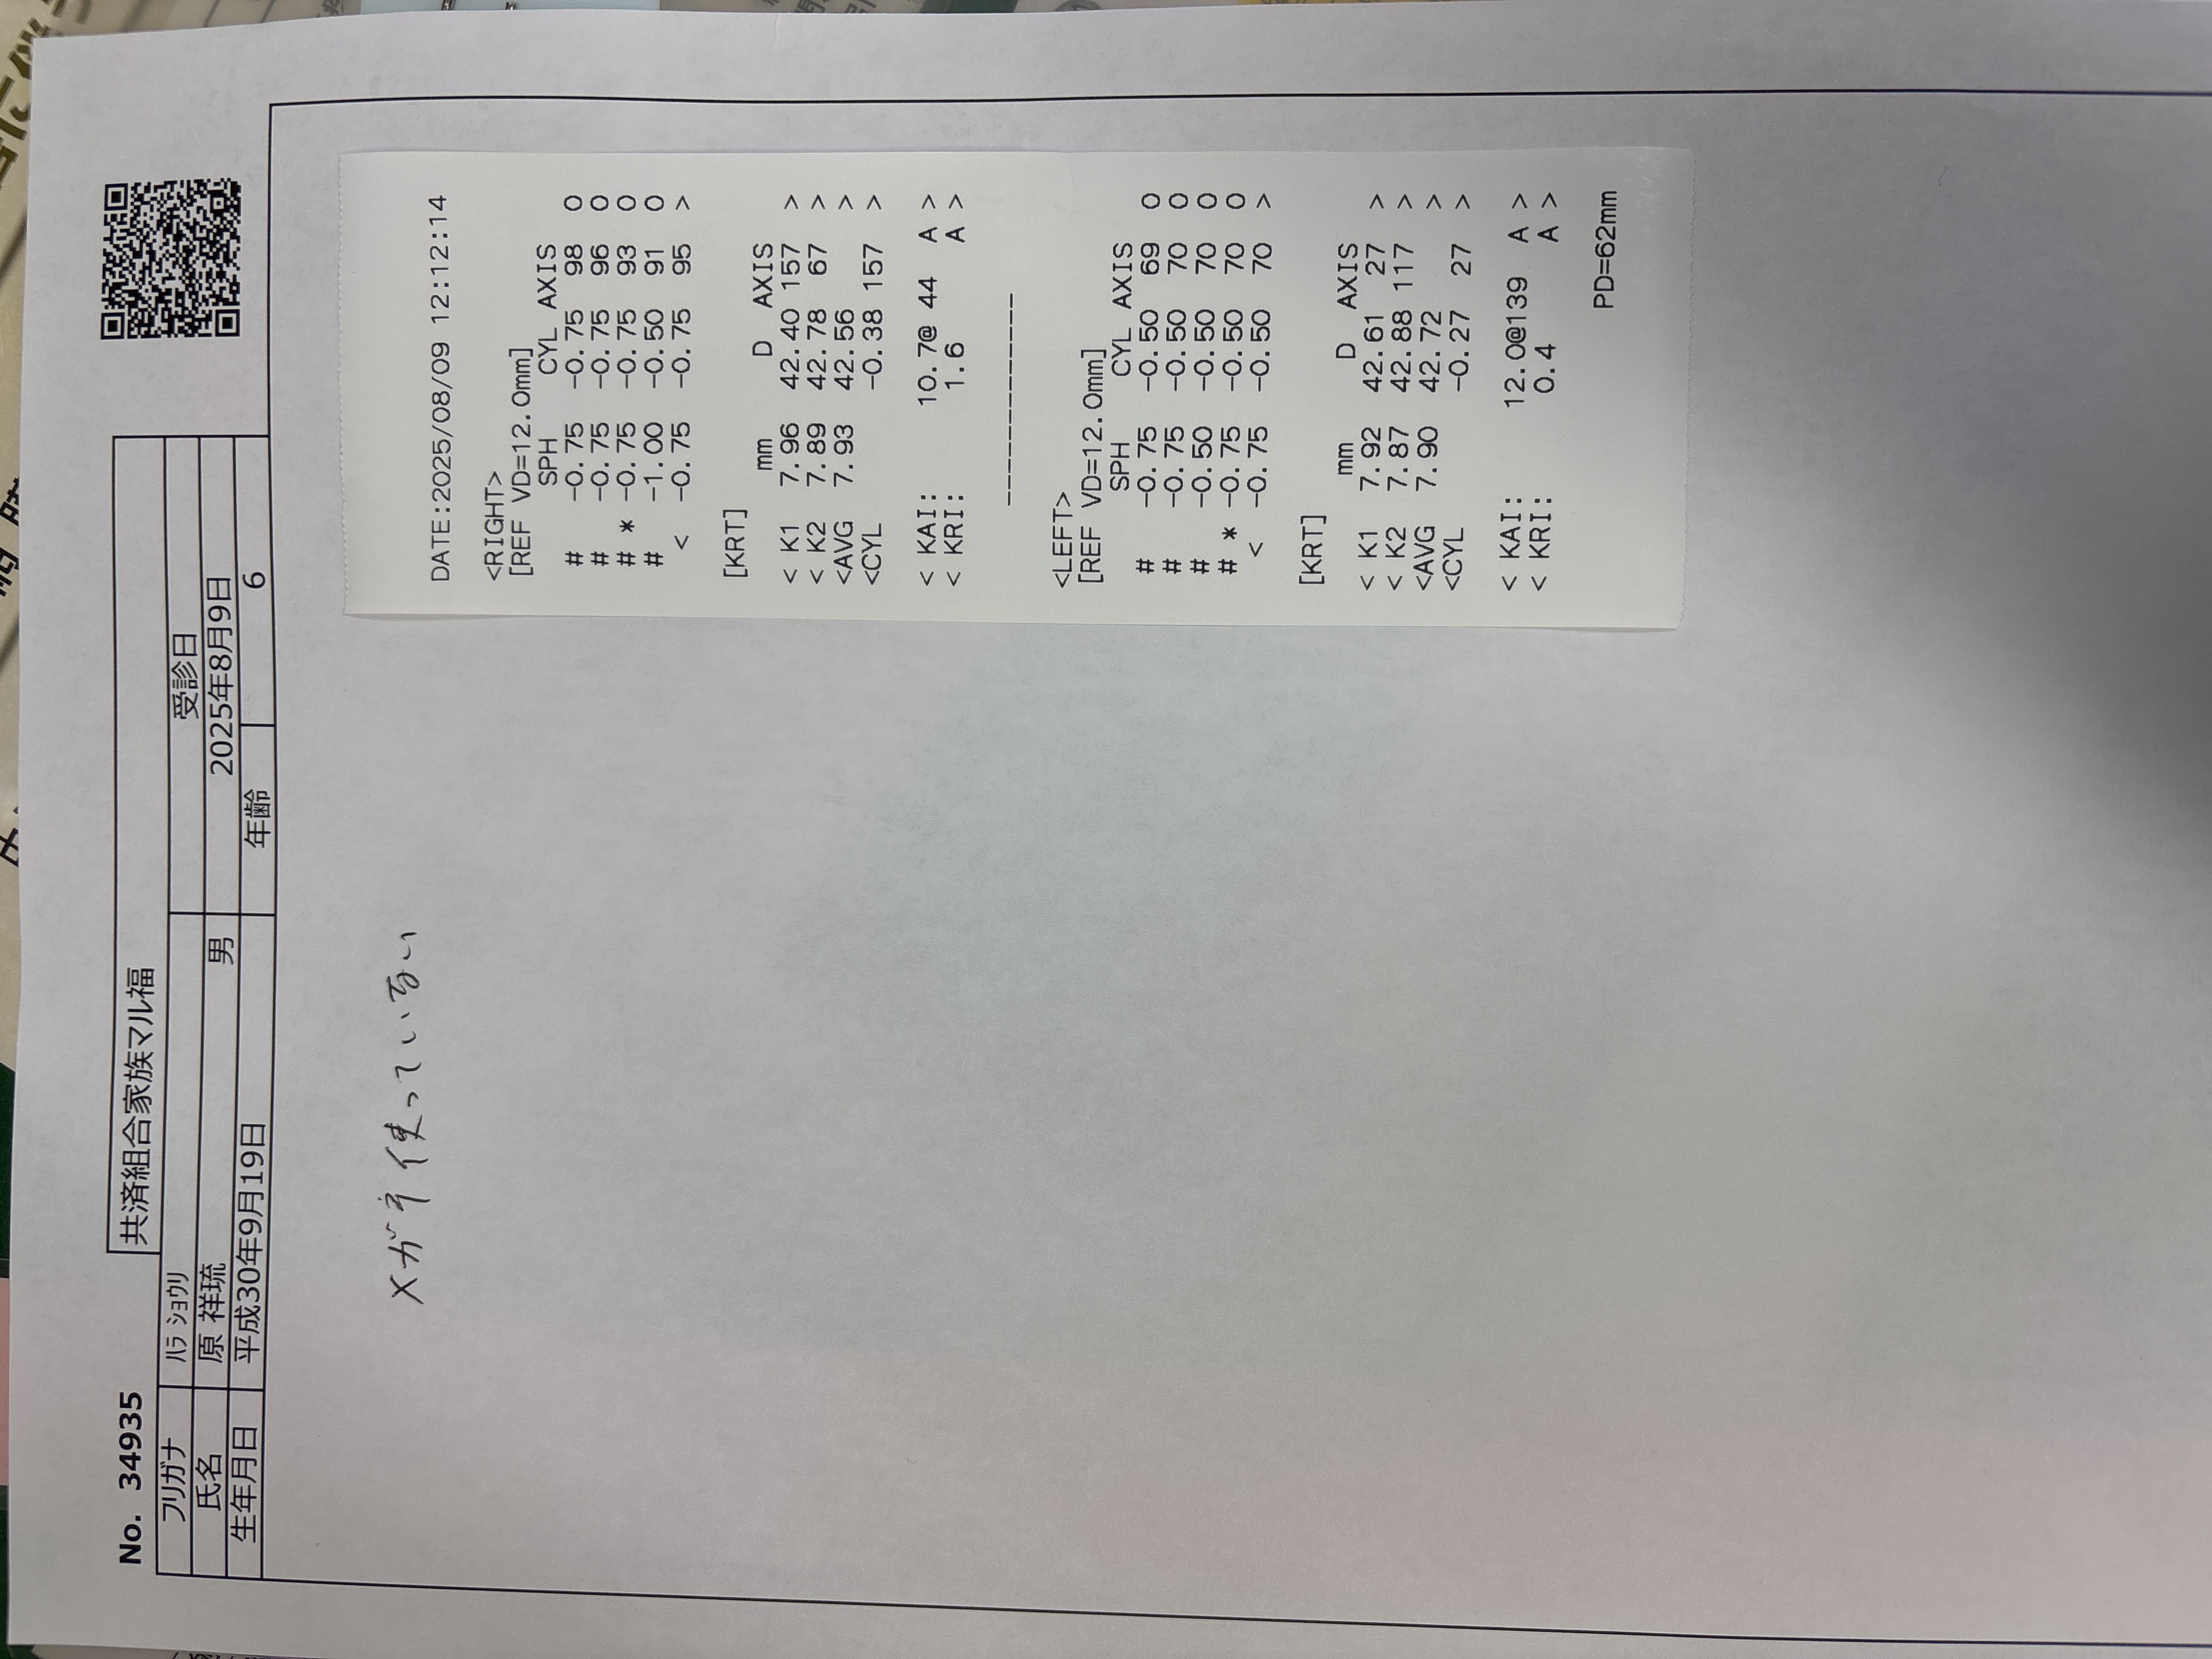 No. 34935
共済組合家族マル福
フリガナ ﾊﾗ ｼｮｳﾘ 受診日
氏名 原 祥琉 男 2025年8月9日
生年月日 平成30年9月19日 年齢 6
メガネ使っていない
DATE:2025/08/09 12:12:14
<RIGHT>
[REF VD=12.0mm]
SPH CYL AXIS
# -0.75 -0.75 98 O
# -0.75 -0.75 96 O
# * -0.75 -0.75 93 O
# -1.00 -0.50 91 O
< -0.75 -0.75 95 >
[KRT]
mm D AXIS
< K1 7.96 42.40 157 >
< K2 7.89 42.78 67 >
<AVG 7.93 42.56 >
<CYL -0.38 157 >
< KAI: 10.7@ 44 A >
< KRI: 1.6 A >
-------------
<LEFT>
[REF VD=12.0mm]
SPH CYL AXIS
# -0.75 -0.50 69 O
# -0.75 -0.50 70 O
# -0.50 -0.50 70 O
# * -0.75 -0.50 70 O
< -0.75 -0.50 70 >
[KRT]
mm D AXIS
< K1 7.92 42.61 27 >
< K2 7.87 42.88 117 >
<AVG 7.90 42.72 >
<CYL -0.27 27 >
< KAI: 12.0@139 A >
< KRI: 0.4 A >
PD=62mm